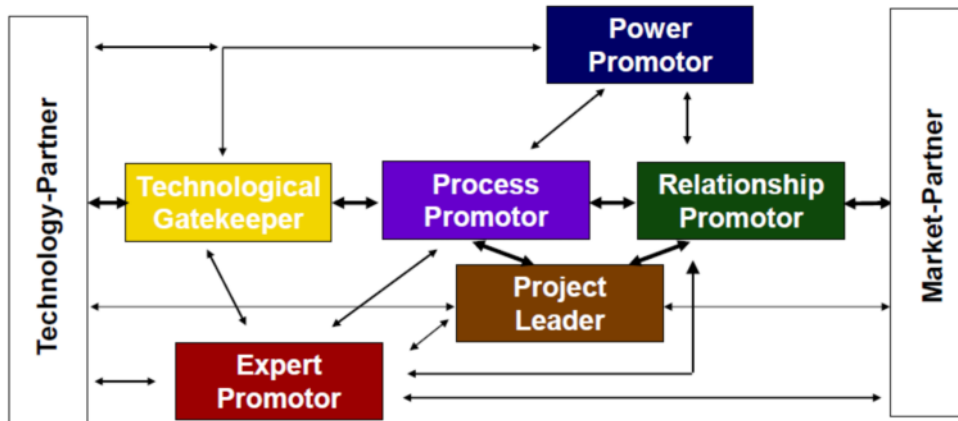 Technology-Partner
Power
Promotor
Technological
Gatekeeper
Process
Promotor
Relationship
Promotor
Project
Leader
Expert
Promotor
Market-Partner